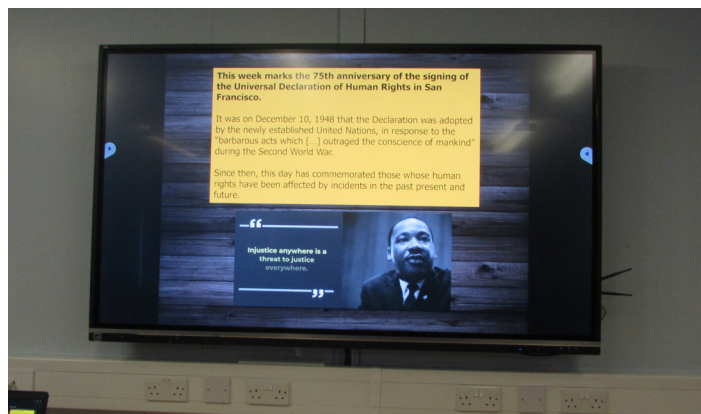 This week marks the 75th anniversary of the signing of
the Universal Declaration of Human Rights in San
Francisco.
It was on December 10, 1948 that the Declaration was adopted
by the newly established United Nations, in response to the
"barbarous acts which [...] outraged the conscience of mankind"
during the Second World War.
Since then, this day has commemorated those whose human
rights have been affected by incidents in the past present and
future.
Injustice anywhere is a
threat to justice
everywhere.